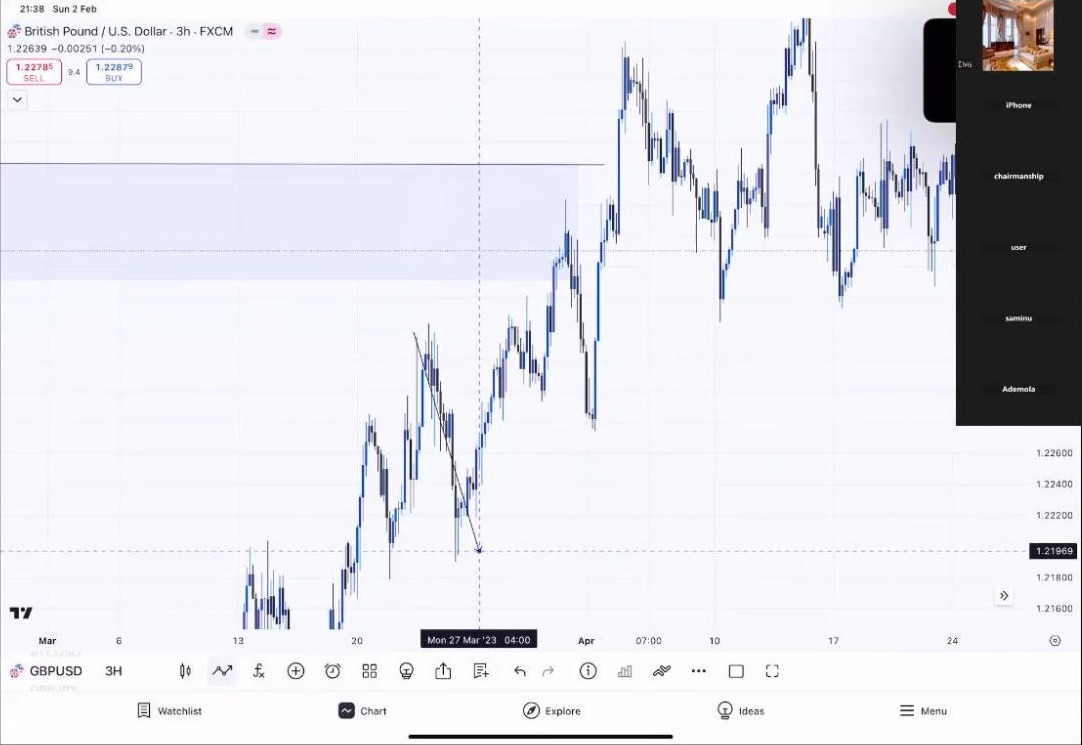 21:38 Sun 2 Feb
British Pound / U.S. Dollar · 3h · FXCM
1.22639 −0.00251 (−0.20%)
1.22785 SELL 9.4 1.22879 BUY
iPhone
chairmanship
user
saminu
Ademola
1.22600
1.22400
1.22200
1.21969
1.21800
1.21600
Mar 6 13 20 Mon 27 Mar '23 04:00 Apr 07:00 10 17 24
GBPUSD 3H
Watchlist Chart Explore Ideas Menu